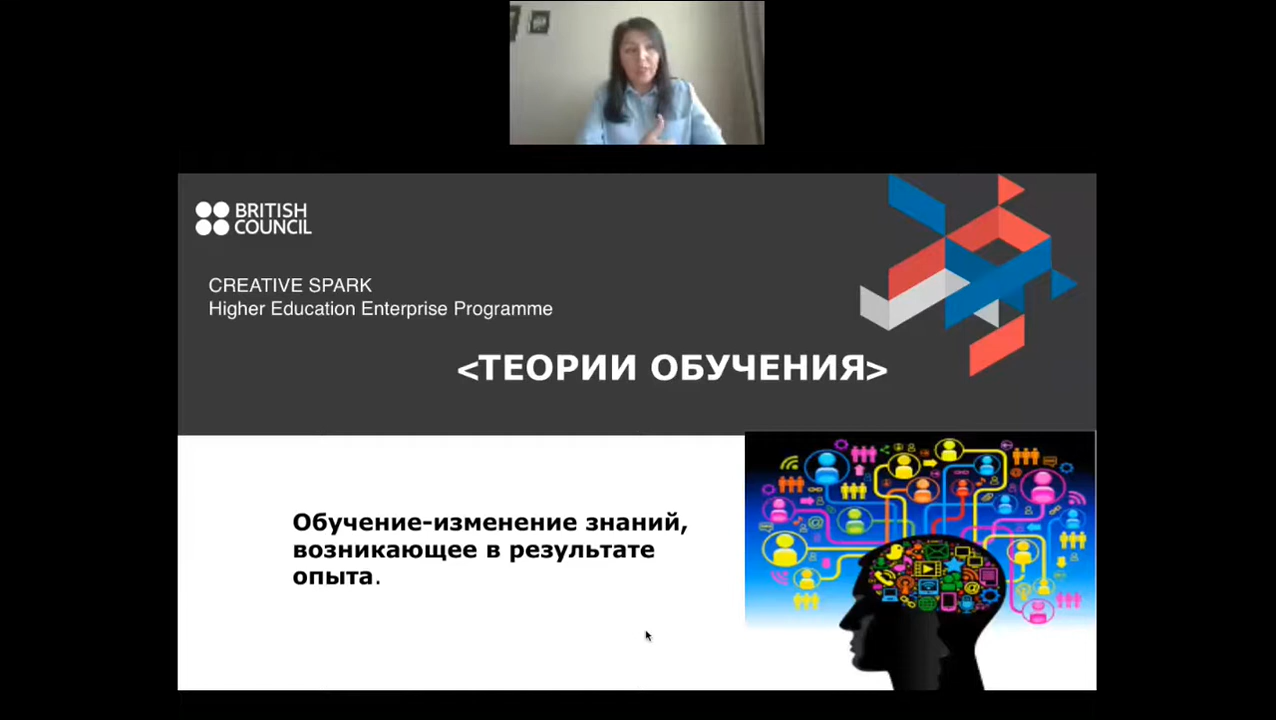 BRITISH
COUNCIL
CREATIVE SPARK
Higher Education Enterprise Programme
<ТЕОРИИ ОБУЧЕНИЯ>
Обучение-изменение знаний,
возникающее в результате
опыта.